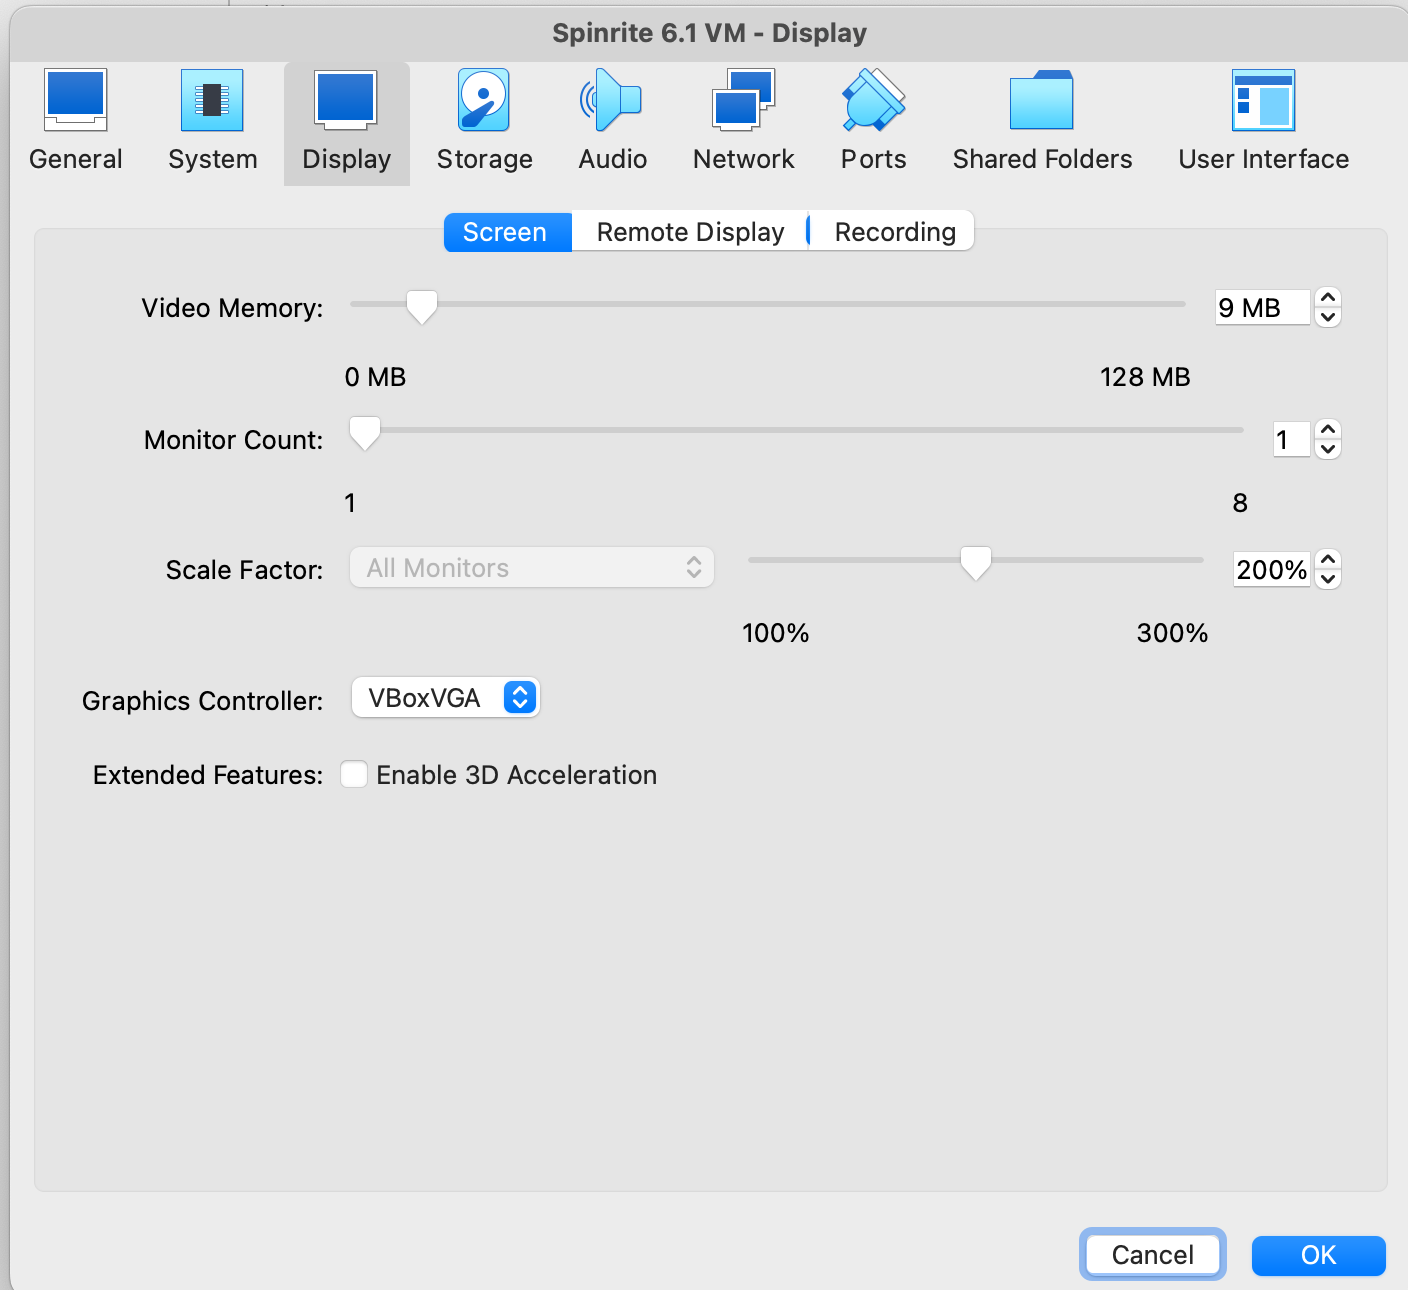 Spinrite 6.1 VM - Display
General System Display Storage Audio Network Ports Shared Folders User Interface
Screen Remote Display Recording
Video Memory: 9 MB
0 MB 128 MB
Monitor Count: 1
1 8
Scale Factor: All Monitors 200%
100% 300%
Graphics Controller: VBoxVGA
Extended Features: Enable 3D Acceleration
Cancel OK